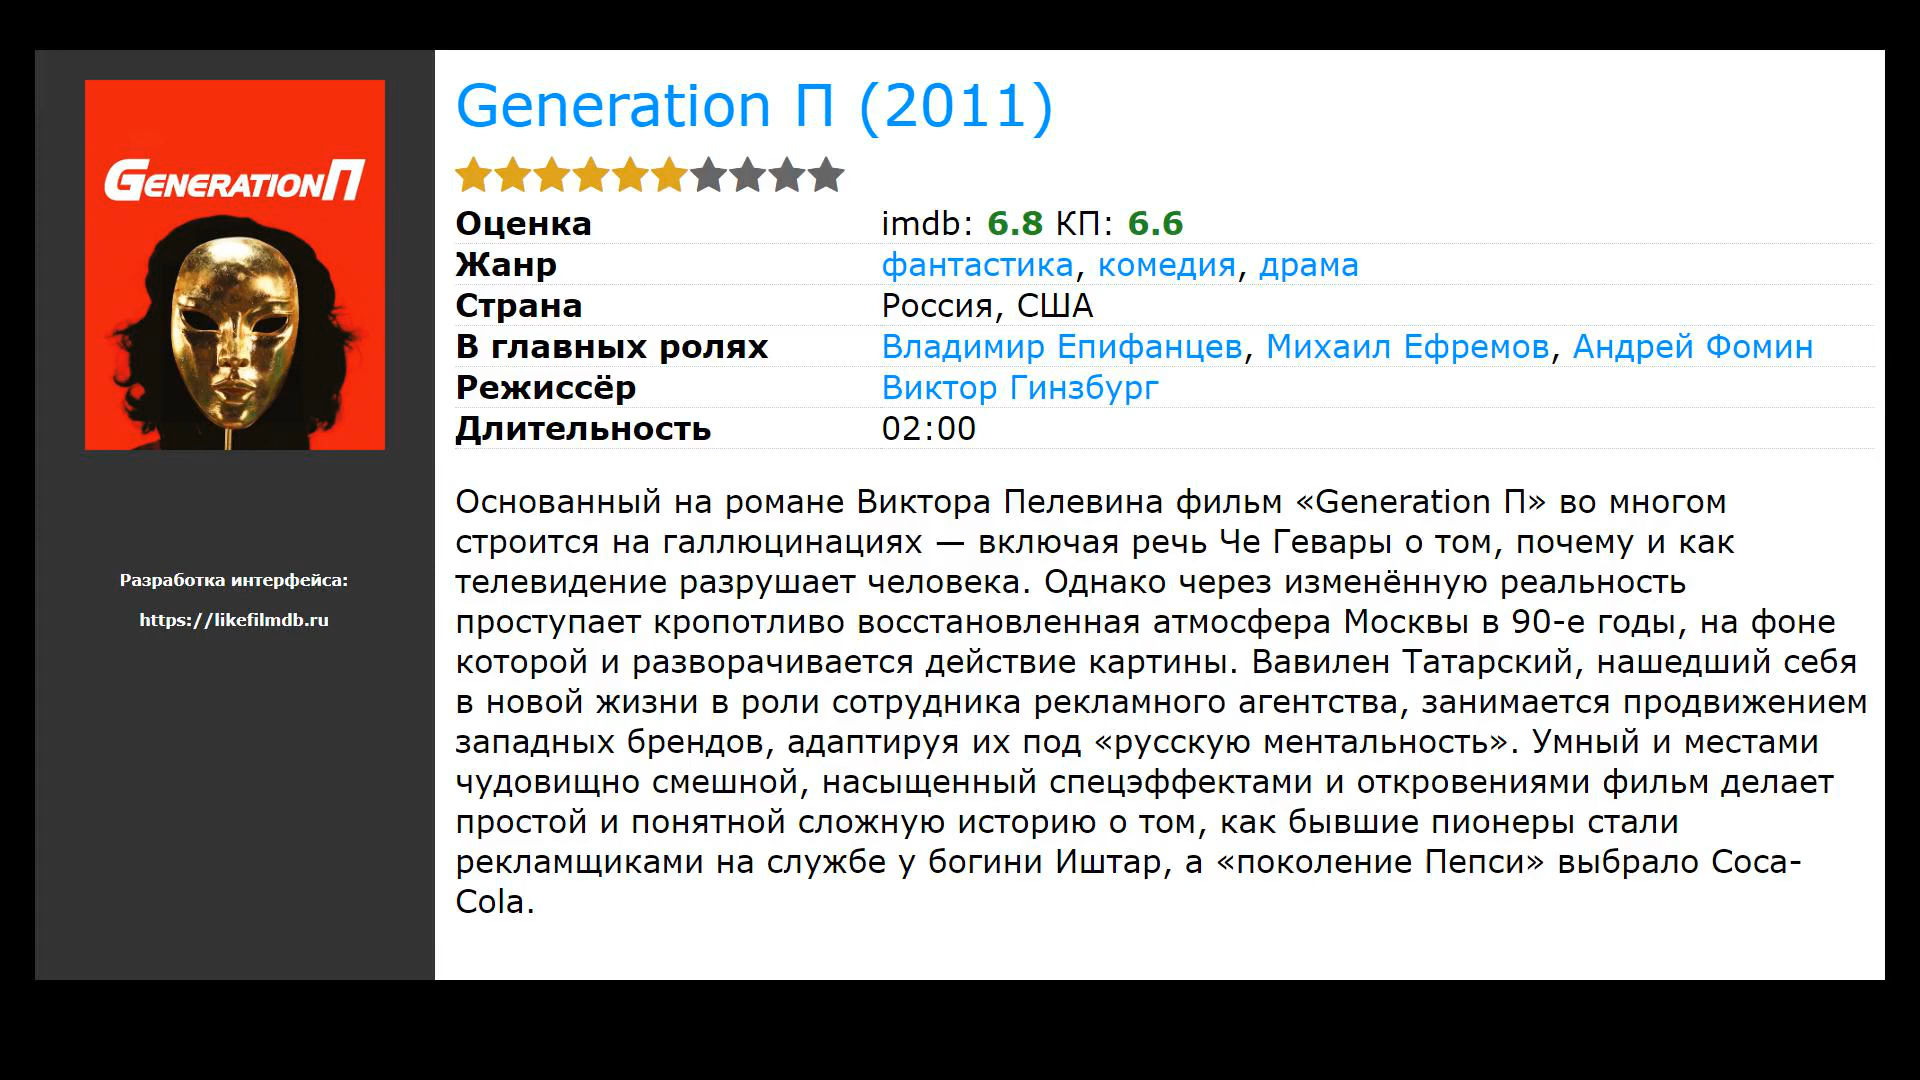 GENERATIONП
Разработка интерфейса:
https://likefilmdb.ru
Generation П (2011)
Оценка imdb: 6.8 КП: 6.6
Жанр фантастика, комедия, драма
Страна Россия, США
В главных ролях Владимир Епифанцев, Михаил Ефремов, Андрей Фомин
Режиссёр Виктор Гинзбург
Длительность 02:00
Основанный на романе Виктора Пелевина фильм «Generation П» во многом
строится на галлюцинациях — включая речь Че Гевары о том, почему и как
телевидение разрушает человека. Однако через изменённую реальность
проступает кропотливо восстановленная атмосфера Москвы в 90-е годы, на фоне
которой и разворачивается действие картины. Вавилен Татарский, нашедший себя
в новой жизни в роли сотрудника рекламного агентства, занимается продвижением
западных брендов, адаптируя их под «русскую ментальность». Умный и местами
чудовищно смешной, насыщенный спецэффектами и откровениями фильм делает
простой и понятной сложную историю о том, как бывшие пионеры стали
рекламщиками на службе у богини Иштар, а «поколение Пепси» выбрало Coca-
Cola.